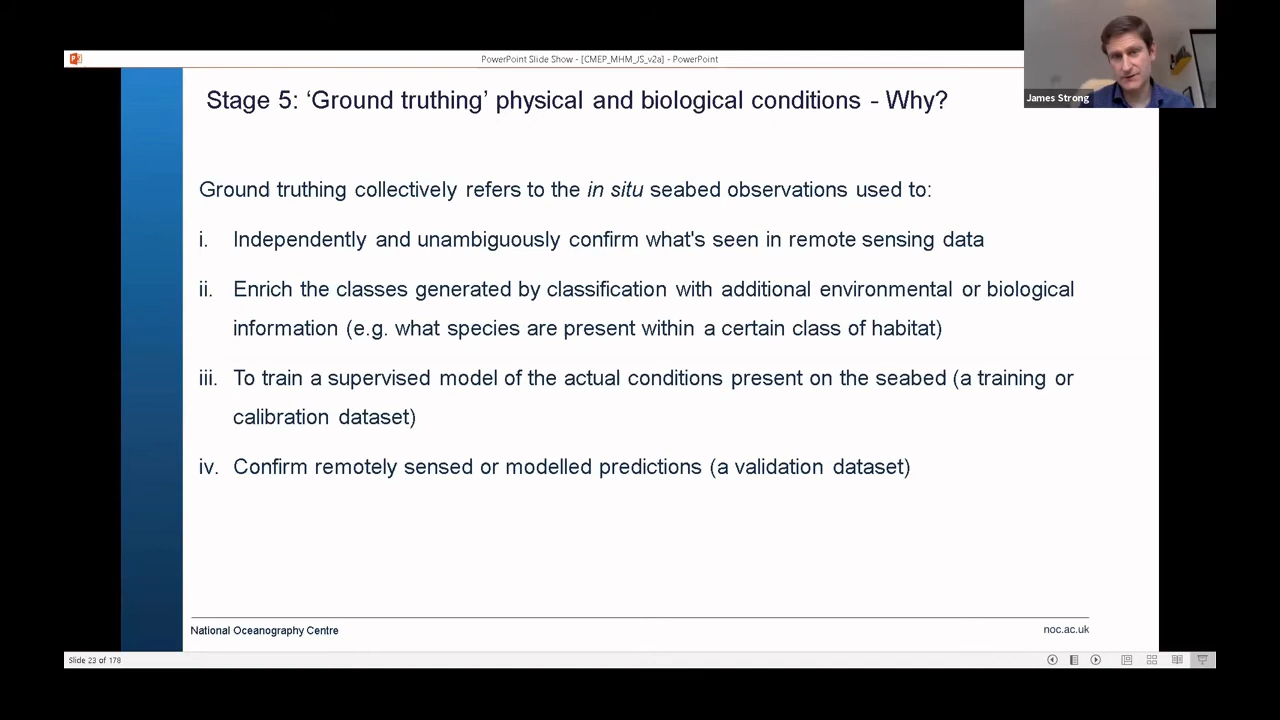 PowerPoint Slide Show - [CMEP_MHM_JS_v2a] - PowerPoint
James Strong
Stage 5: ‘Ground truthing’ physical and biological conditions - Why?
Ground truthing collectively refers to the in situ seabed observations used to:
i. Independently and unambiguously confirm what's seen in remote sensing data
ii. Enrich the classes generated by classification with additional environmental or biological
information (e.g. what species are present within a certain class of habitat)
iii. To train a supervised model of the actual conditions present on the seabed (a training or
calibration dataset)
iv. Confirm remotely sensed or modelled predictions (a validation dataset)
National Oceanography Centre
noc.ac.uk
Slide 23 of 178